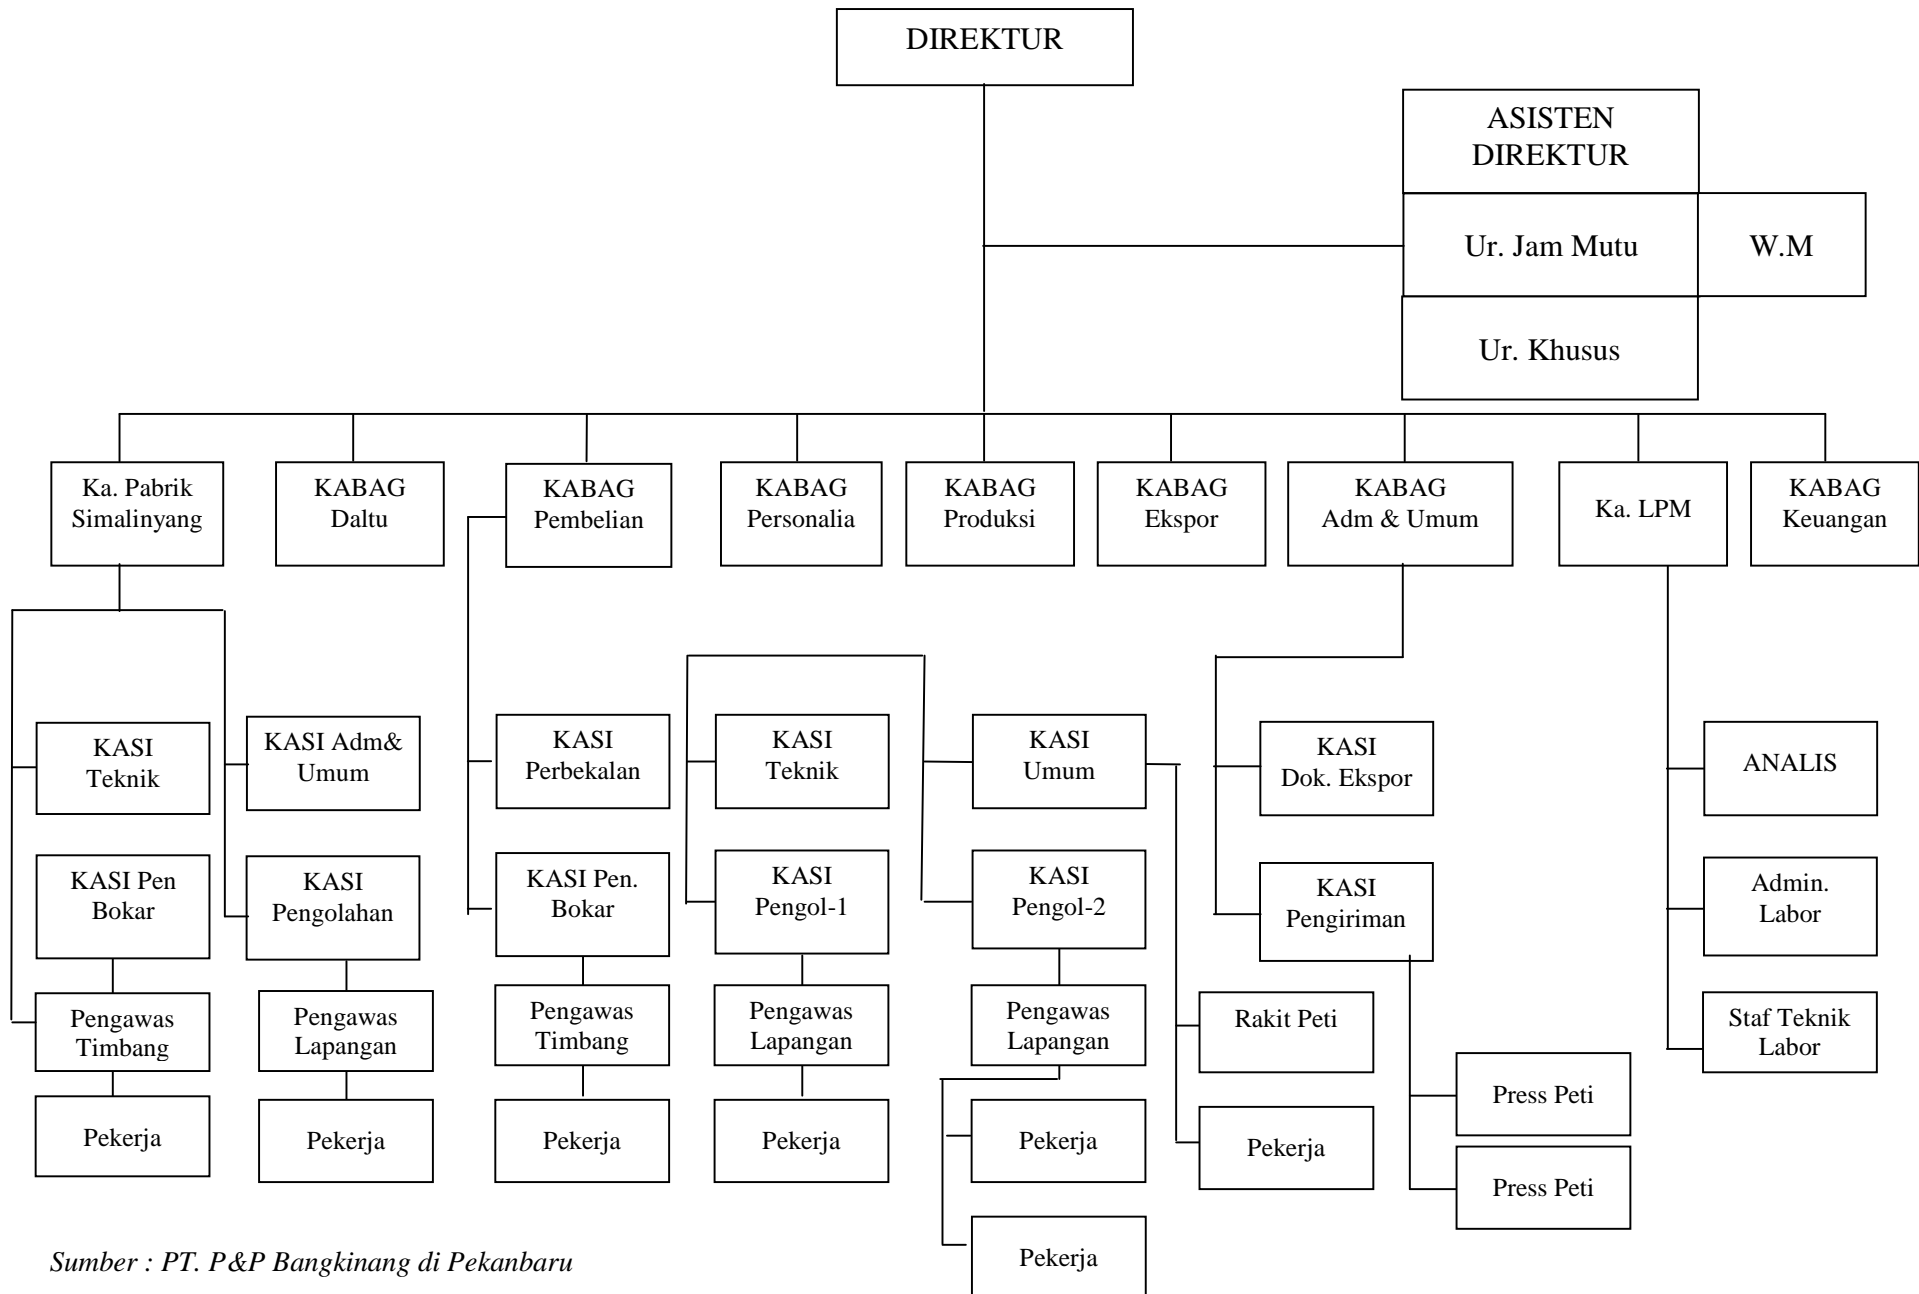 DIREKTUR
ASISTEN
DIREKTUR
Ur. Jam Mutu
W.M
Ur. Khusus
Ka. Pabrik
Simalinyang
KABAG
Daltu
KABAG
Pembelian
KABAG
Personalia
KABAG
Produksi
KABAG
Ekspor
KABAG
Adm & Umum
Ka. LPM
KABAG
Keuangan
KASI
Teknik
KASI Adm&
Umum
KASI
Perbekalan
KASI
Teknik
KASI
Umum
KASI
Dok. Ekspor
ANALIS
KASI Pen
Bokar
KASI
Pengolahan
KASI Pen.
Bokar
KASI
Pengol-1
KASI
Pengol-2
KASI
Pengiriman
Admin.
Labor
Pengawas
Timbang
Pengawas
Lapangan
Pengawas
Timbang
Pengawas
Lapangan
Pengawas
Lapangan
Rakit Peti
Staf Teknik
Labor
Press Peti
Pekerja
Pekerja
Pekerja
Pekerja
Pekerja
Pekerja
Press Peti
Pekerja
Sumber : PT. P&P Bangkinang di Pekanbaru